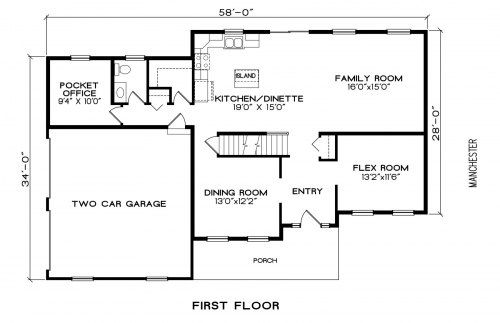 58'-0"
POCKET
OFFICE
9'4" X 10'0"
ISLAND
KITCHEN/DINETTE
19'0" X 15'0"
FAMILY ROOM
16'0"x15'0"
28'-0"
34'-0"
TWO CAR GARAGE
DINING ROOM
13'0"x12'2"
ENTRY
FLEX ROOM
13'2"x11'6"
MANCHESTER
PORCH
FIRST FLOOR